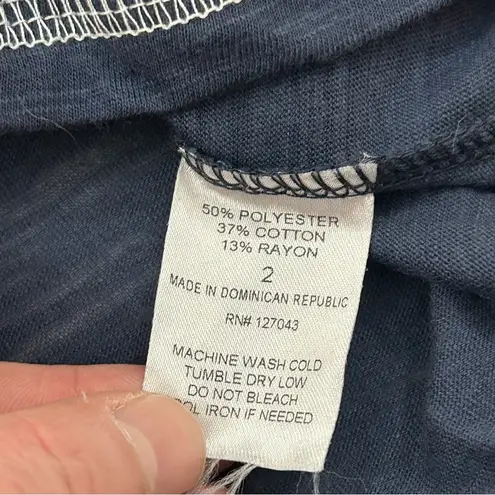 50% POLYESTER
37% COTTON
13% RAYON
2
MADE IN DOMINICAN REPUBLIC
RN# 127043
MACHINE WASH COLD
TUMBLE DRY LOW
DO NOT BLEACH
OOL IRON IF NEEDED